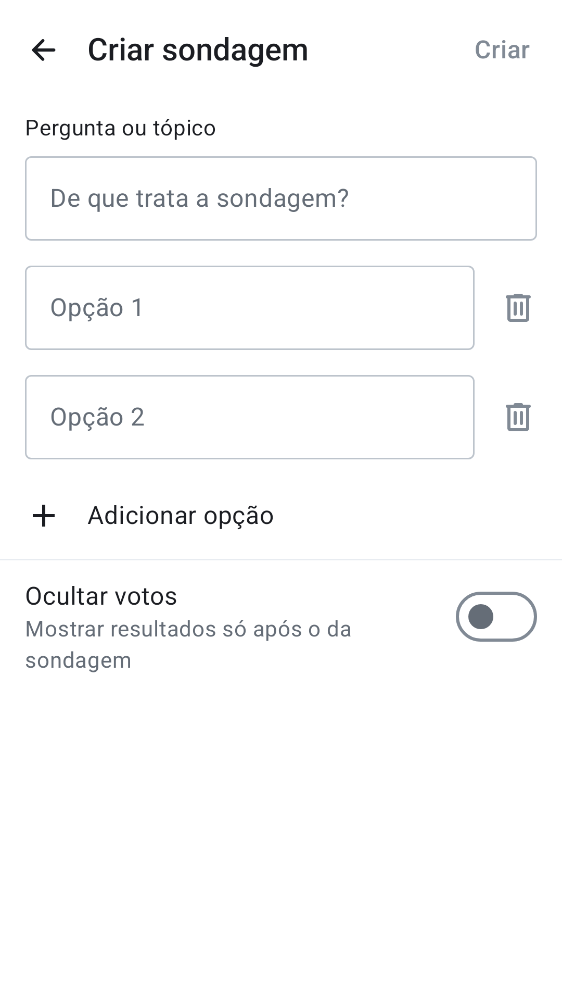 Criar sondagem
Criar
Pergunta ou tópico
De que trata a sondagem?
Opção 1
Opção 2
Adicionar opção
Ocultar votos
Mostrar resultados só após o da
sondagem